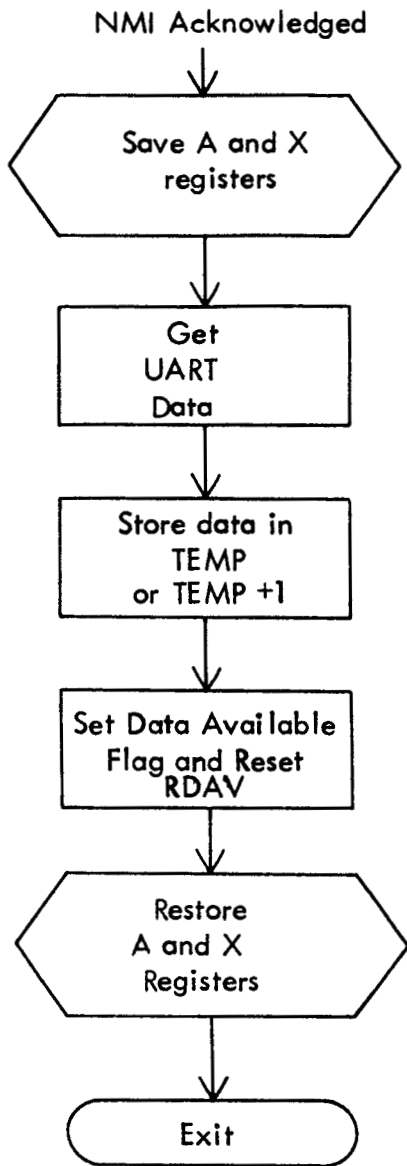 NMI Acknowledged
Save A and X
registers
Get
UART
Data
Store data in
TEMP
or TEMP +1
Set Data Available
Flag and Reset
RDAV
Restore
A and X
Registers
Exit